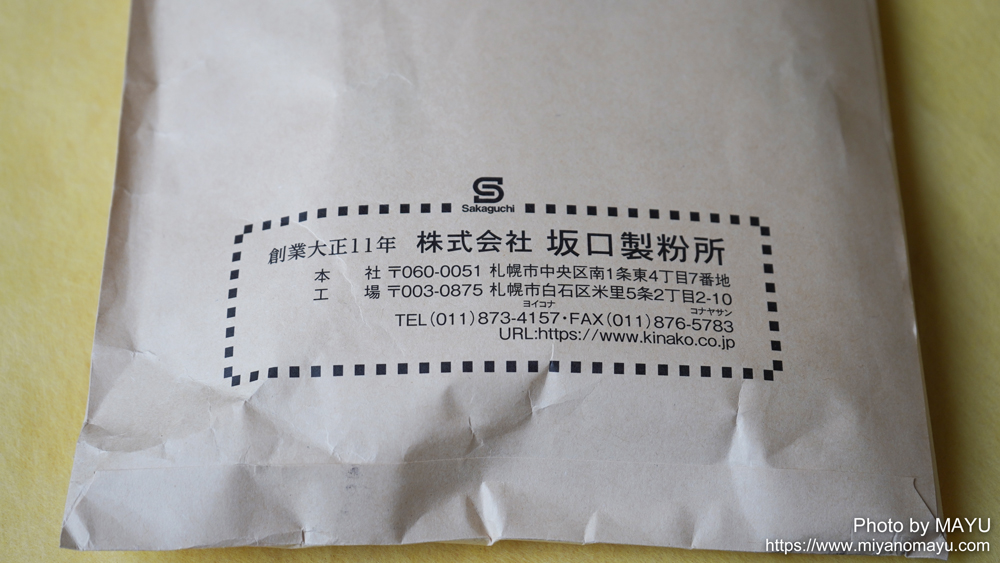 S
Sakaguchi
創業大正11年 株式会社 坂口製粉所
本 社 〒060-0051 札幌市中央区南1条東4丁目7番地
工 場 〒003-0875 札幌市白石区米里5条2丁目2-10
ヨイコナ コナヤサン
TEL(011)873-4157・FAX(011)876-5783
URL:https://www.kinako.co.jp
Photo by MAYU
https://www.miyanomayu.com